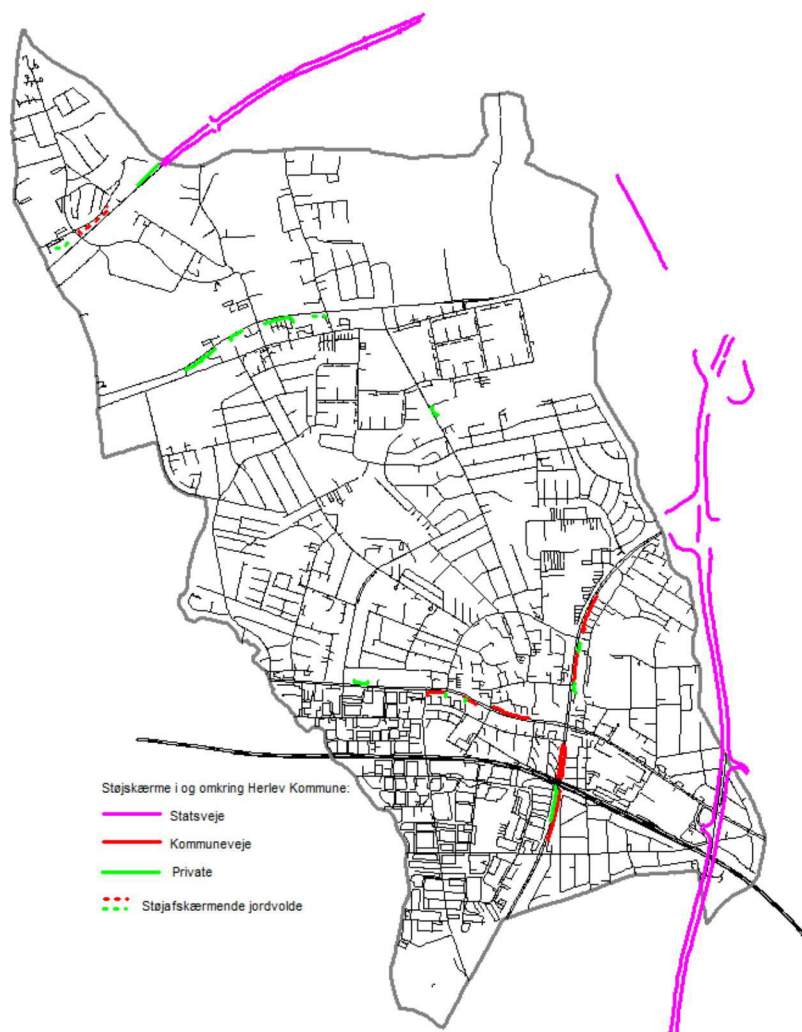 Støjskærme i og omkring Herlev Kommune:
Statsveje
Kommuneveje
Private
Støjafskærmende jordvolde